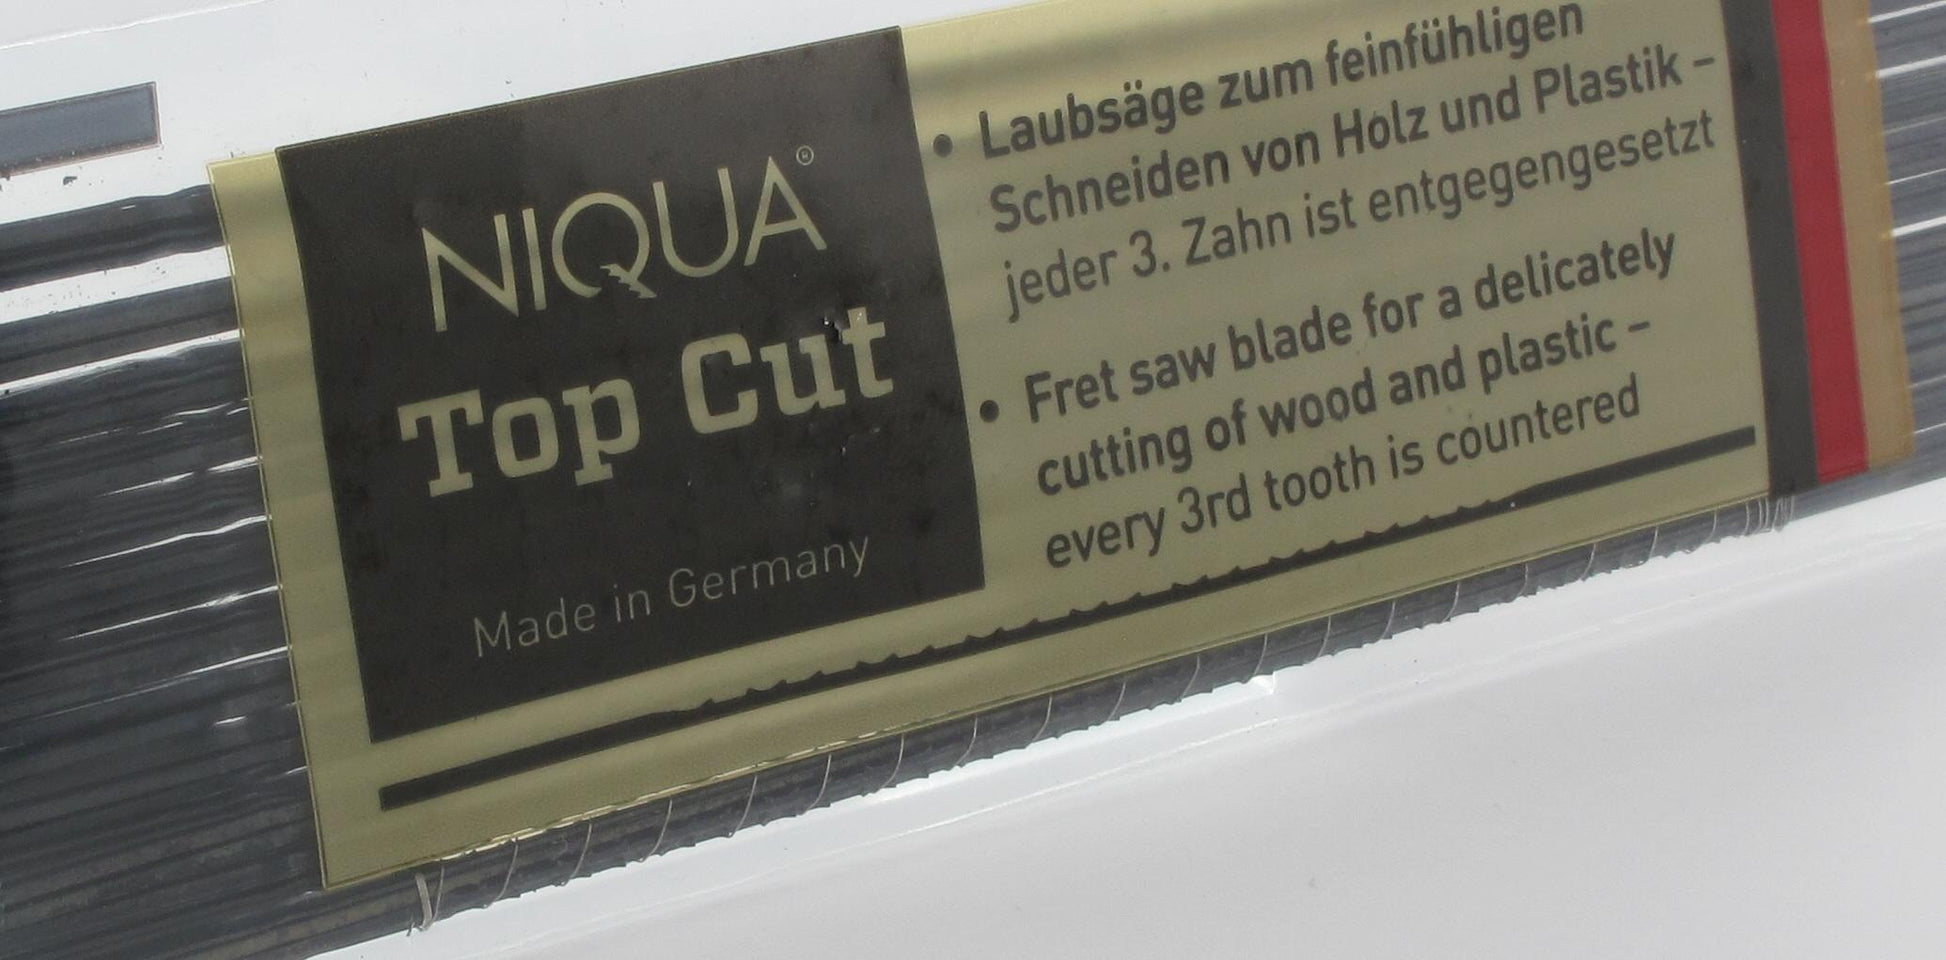 NIQUA®
Top Cut
Made in Germany
• Laubsäge zum feinfühligen
Schneiden von Holz und Plastik –
jeder 3. Zahn ist entgegengesetzt
• Fret saw blade for a delicately
cutting of wood and plastic –
every 3rd tooth is countered